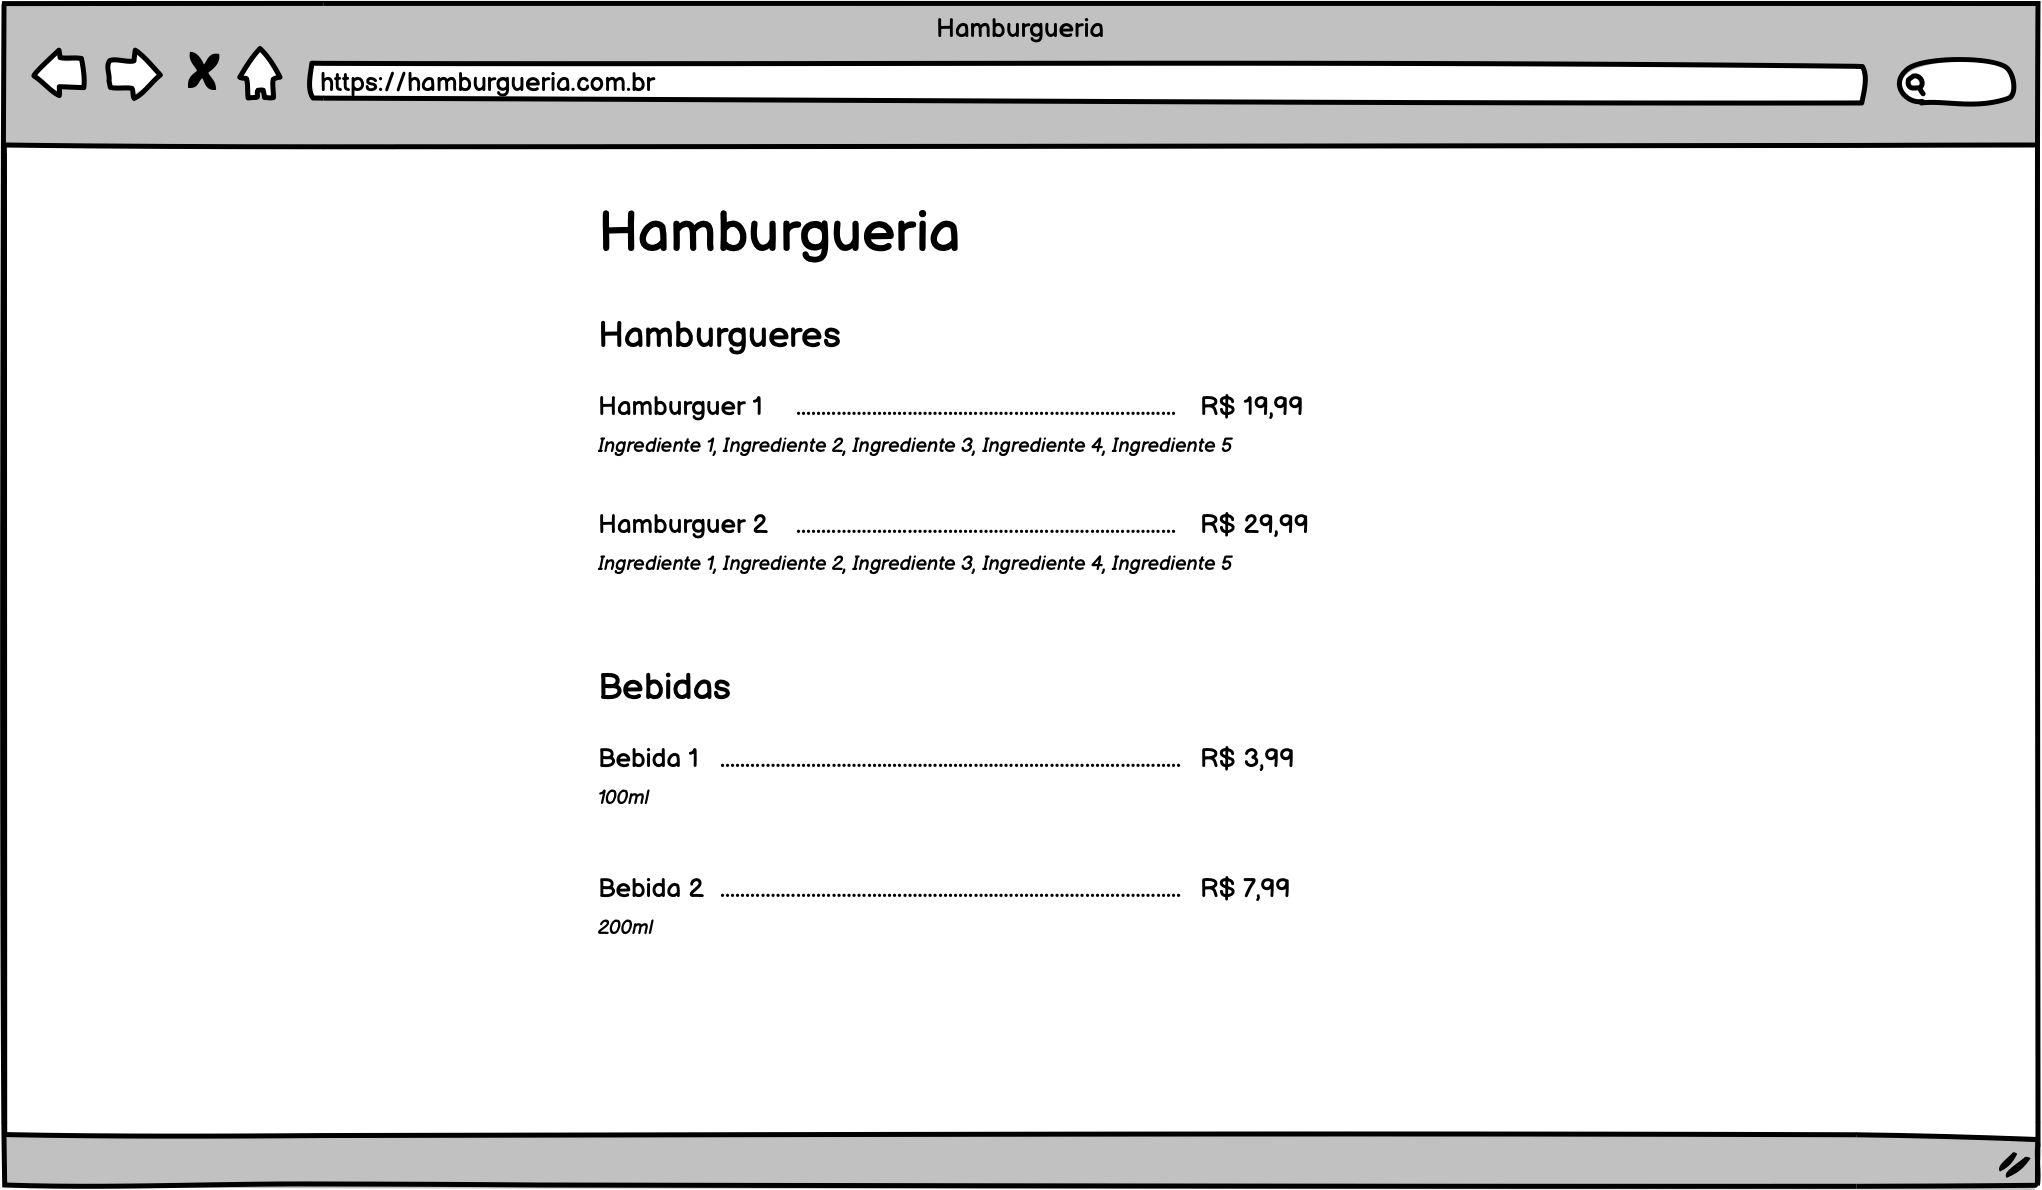 Hamburgueria
https://hamburgueria.com.br
Hamburgueria
Hamburgueres
Hamburguer 1 ........................................................................... R$ 19,99
Ingrediente 1, Ingrediente 2, Ingrediente 3, Ingrediente 4, Ingrediente 5
Hamburguer 2 ........................................................................... R$ 29,99
Ingrediente 1, Ingrediente 2, Ingrediente 3, Ingrediente 4, Ingrediente 5
Bebidas
Bebida 1 ........................................................................................... R$ 3,99
100ml
Bebida 2 ........................................................................................... R$ 7,99
200ml